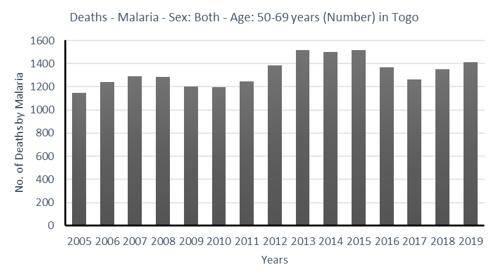 Deaths - Malaria - Sex: Both - Age: 50-69 years (Number) in Togo
No. of Deathsby Malaria
1600
1400
1200
1000
800
600
400
200
0
2005 2006 2007 2008 2009 2010 2011 2012 2013 2014 2015 2016 2017 2018 2019
Years